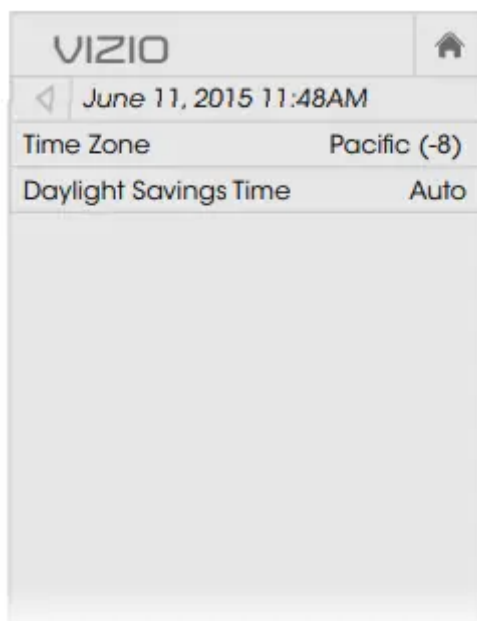 VIZIO
June 11, 2015 11:48AM
Time Zone Pacific (-8)
Daylight Savings Time Auto